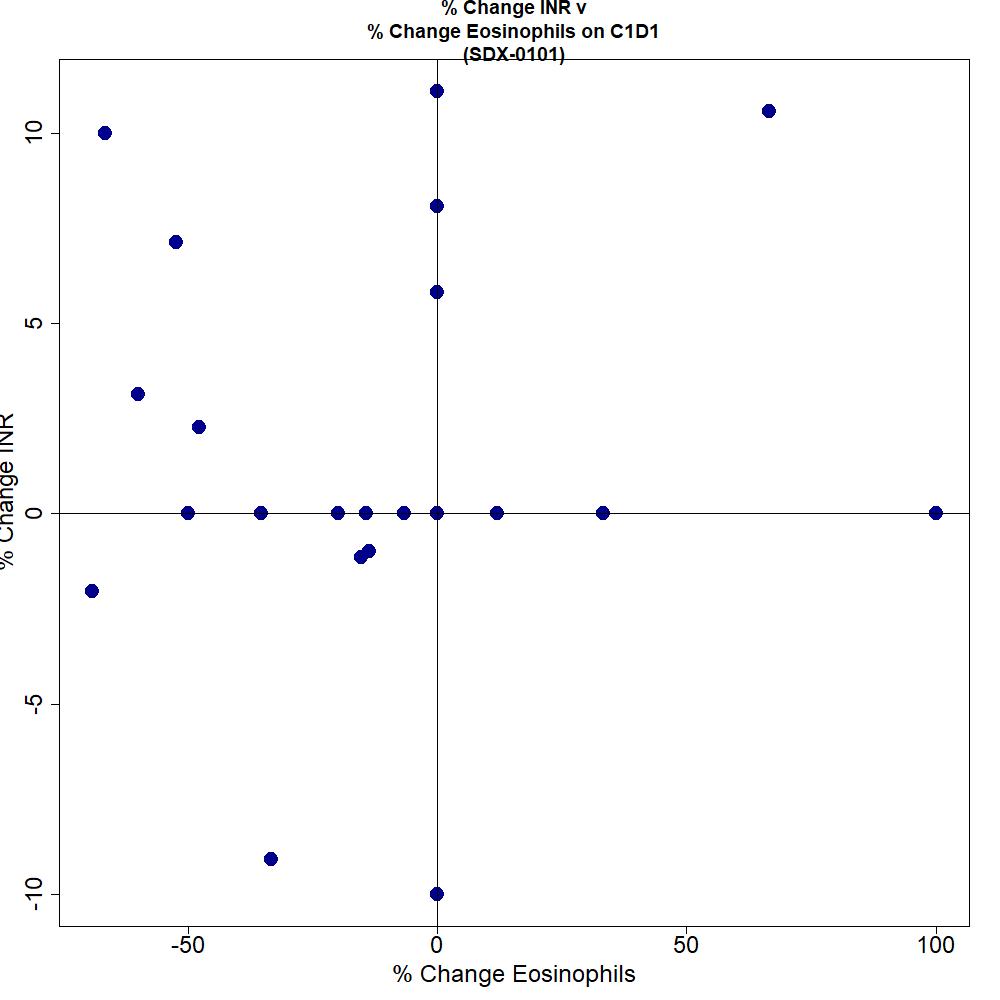 % Change INR v
% Change Eosinophils on C1D1
(SDX-0101)
10
5
0
-5
-10
% Change INR
-50
0
50
100
% Change Eosinophils